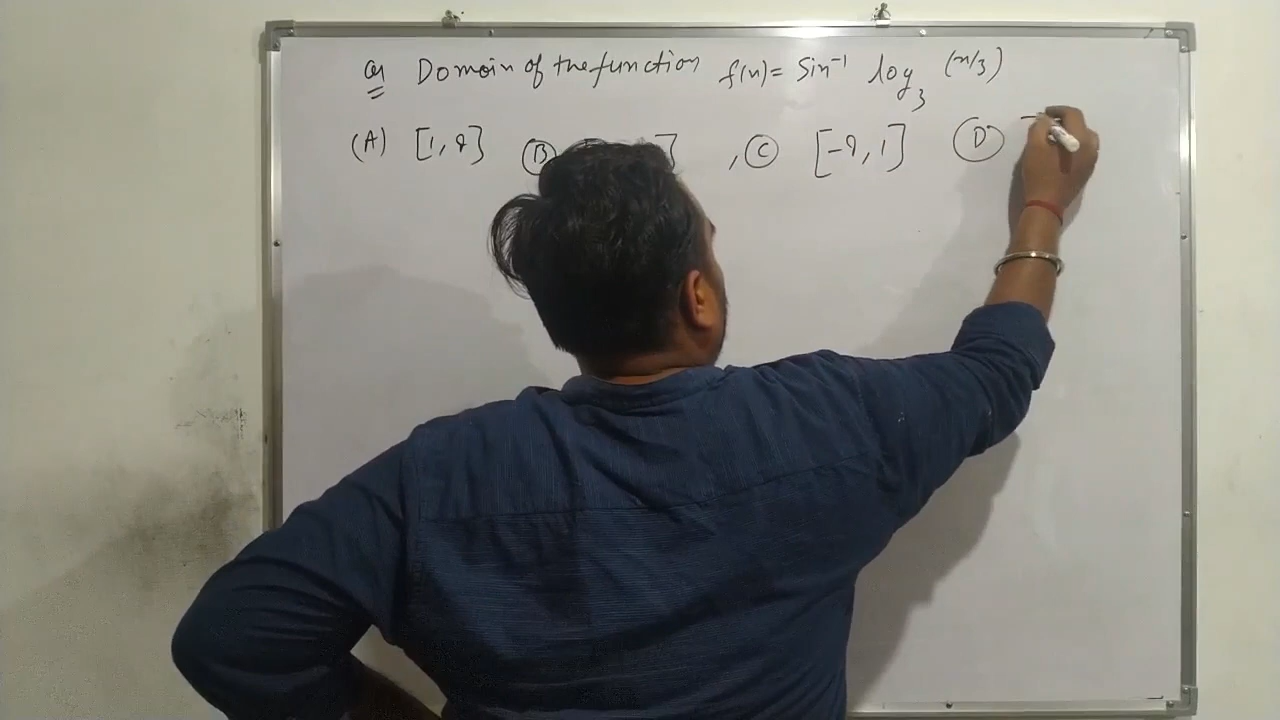 Q Domain of the function f(x) = Sin⁻¹ log₃ (x/3)
(A) [1, 9] (B) ] , (C) [-9, 1] (D)